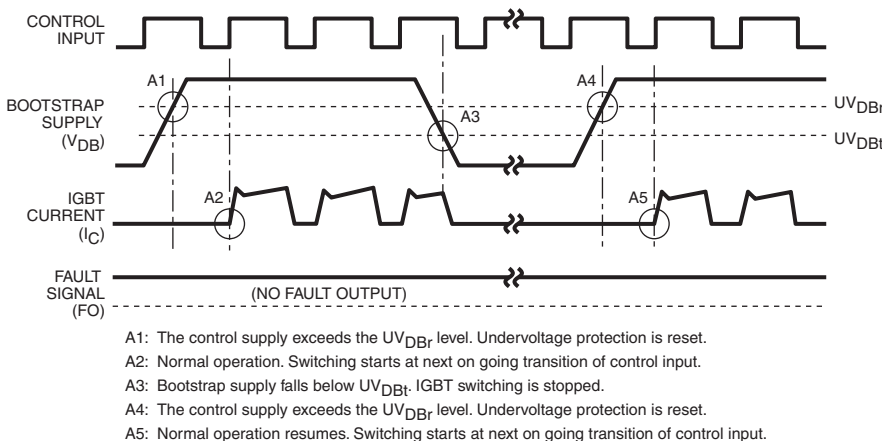 CONTROL
INPUT
A1
A4
BOOTSTRAP
SUPPLY
(VDB)
A3
UVDBr
UVDBt
IGBT
CURRENT
(IC)
A2
A5
FAULT
SIGNAL
(FO)
(NO FAULT OUTPUT)
A1: The control supply exceeds the UVDBr level. Undervoltage protection is reset.
A2: Normal operation. Switching starts at next on going transition of control input.
A3: Bootstrap supply falls below UVDBt. IGBT switching is stopped.
A4: The control supply exceeds the UVDBr level. Undervoltage protection is reset.
A5: Normal operation resumes. Switching starts at next on going transition of control input.